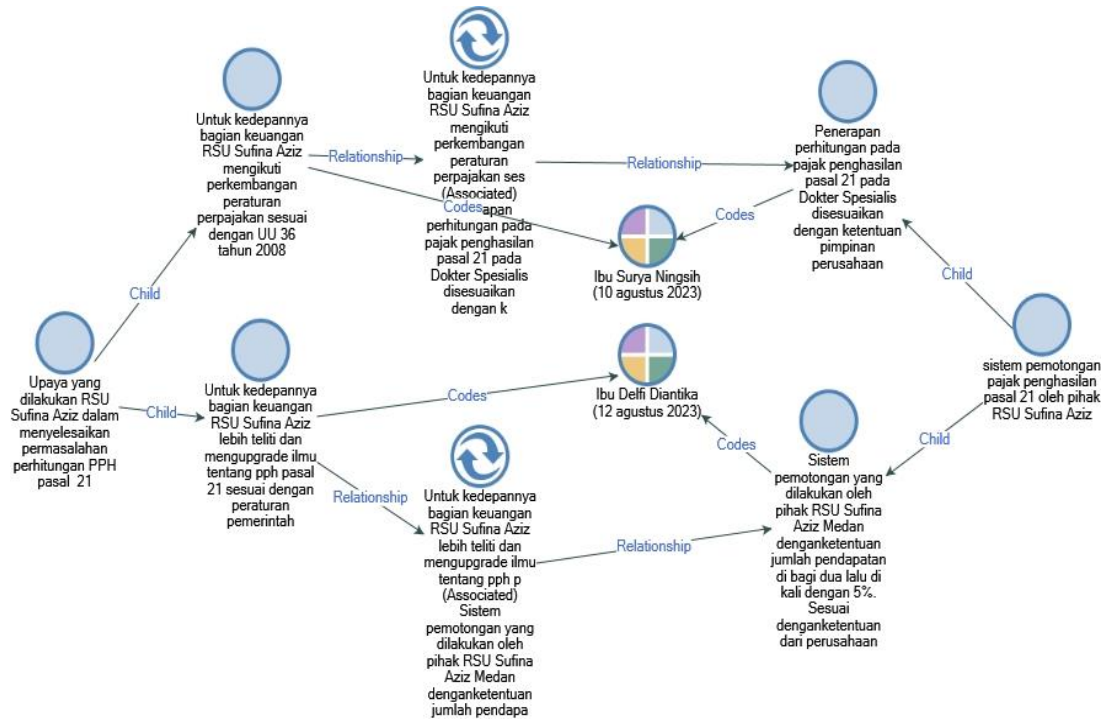 Untuk kedepannya
bagian keuangan
RSU Sufina Aziz
mengikuti
perkembangan
peraturan
perpajakan sesuai
dengan UU 36
tahun 2008
Relationship
Untuk kedepannya
bagian keuangan
RSU Sufina Aziz
mengikuti
perkembangan
peraturan
perpajakan ses
(Associated)
perhitungan pada
pajak penghasilan
pasal 21 pada
Dokter Spesialis
disesuaikan
dengan k
Relationship
Penerapan
perhitungan pada
pajak penghasilan
pasal 21 pada
Dokter Spesialis
disesuaikan
dengan ketentuan
pimpinan
perusahaan
Codes
Codes
Ibu Surya Ningsih
(10 agustus 2023)
Child
Child
Upaya yang
dilakukan RSU
Sufina Aziz dalam
menyelesaikan
permasalahan
perhitungan PPH
pasal 21
Child
Untuk kedepannya
bagian keuangan
RSU Sufina Aziz
lebih teliti dan
mengupgrade ilmu
tentang pph pasal
21 sesuai dengan
peraturan
pemerintah
Codes
Ibu Delfi Diantika
(12 agustus 2023)
Codes
sistem pemotongan
pajak penghasilan
pasal 21 oleh pihak
RSU Sufina Aziz
Child
Relationship
Untuk kedepannya
bagian keuangan
RSU Sufina Aziz
lebih teliti dan
mengupgrade ilmu
tentang pph p
(Associated)
Sistem
pemotongan yang
dilakukan oleh
pihak RSU Sufina
Aziz Medan
denganketentuan
jumlah pendapa
Relationship
Sistem
pemotongan yang
dilakukan oleh
pihak RSU Sufina
Aziz Medan
denganketentuan
jumlah pendapatan
di bagi dua lalu di
kali dengan 5%.
Sesuai
denganketentuan
dari perusahaan